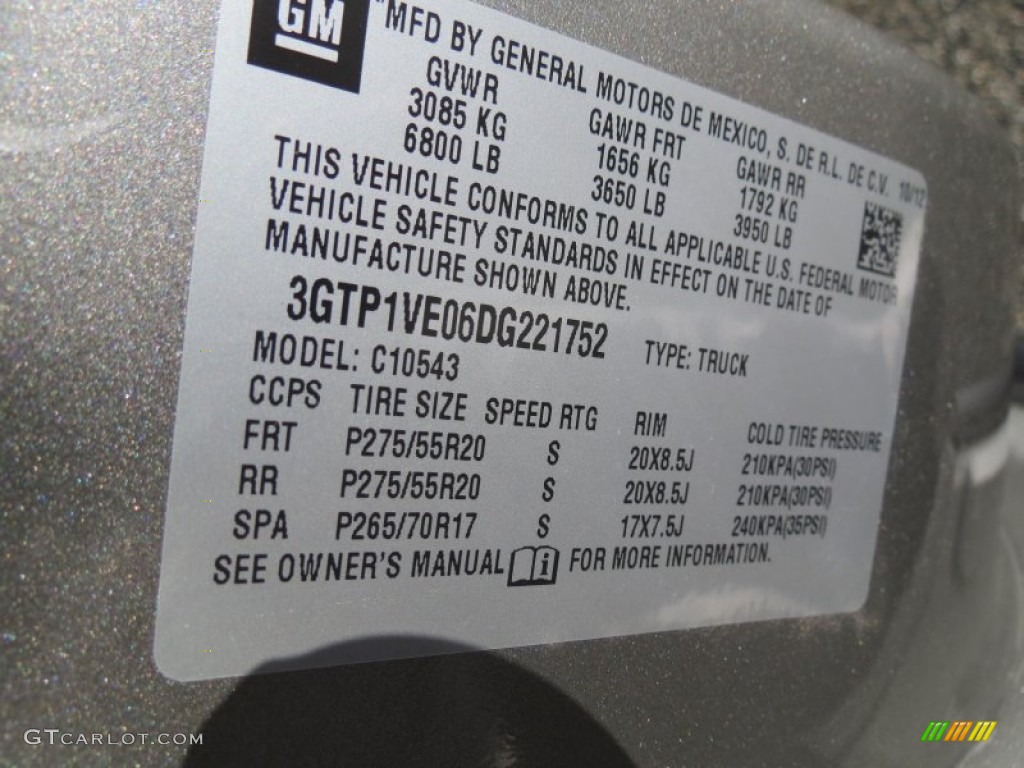 GM
"MFD BY GENERAL MOTORS DE MEXICO, S. DE R.L. DE C.V. 10/12
GVWR GAWR FRT GAWR RR
3085 KG 1656 KG 1792 KG
6800 LB 3650 LB 3950 LB
THIS VEHICLE CONFORMS TO ALL APPLICABLE U.S. FEDERAL MOTOR
VEHICLE SAFETY STANDARDS IN EFFECT ON THE DATE OF
MANUFACTURE SHOWN ABOVE.
3GTP1VE06DG221752 TYPE: TRUCK
MODEL: C10543
CCPS TIRE SIZE SPEED RTG RIM COLD TIRE PRESSURE
FRT P275/55R20 S 20X8.5J 210KPA(30PSI)
RR P275/55R20 S 20X8.5J 210KPA(30PSI)
SPA P265/70R17 S 17X7.5J 240KPA(35PSI)
SEE OWNER'S MANUAL i FOR MORE INFORMATION.
GTCARLOT.COM